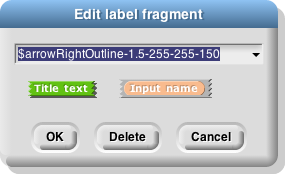 Edit label fragment
$arrowRightOutline-1.5-255-255-150
Title text Input name
OK Delete Cancel